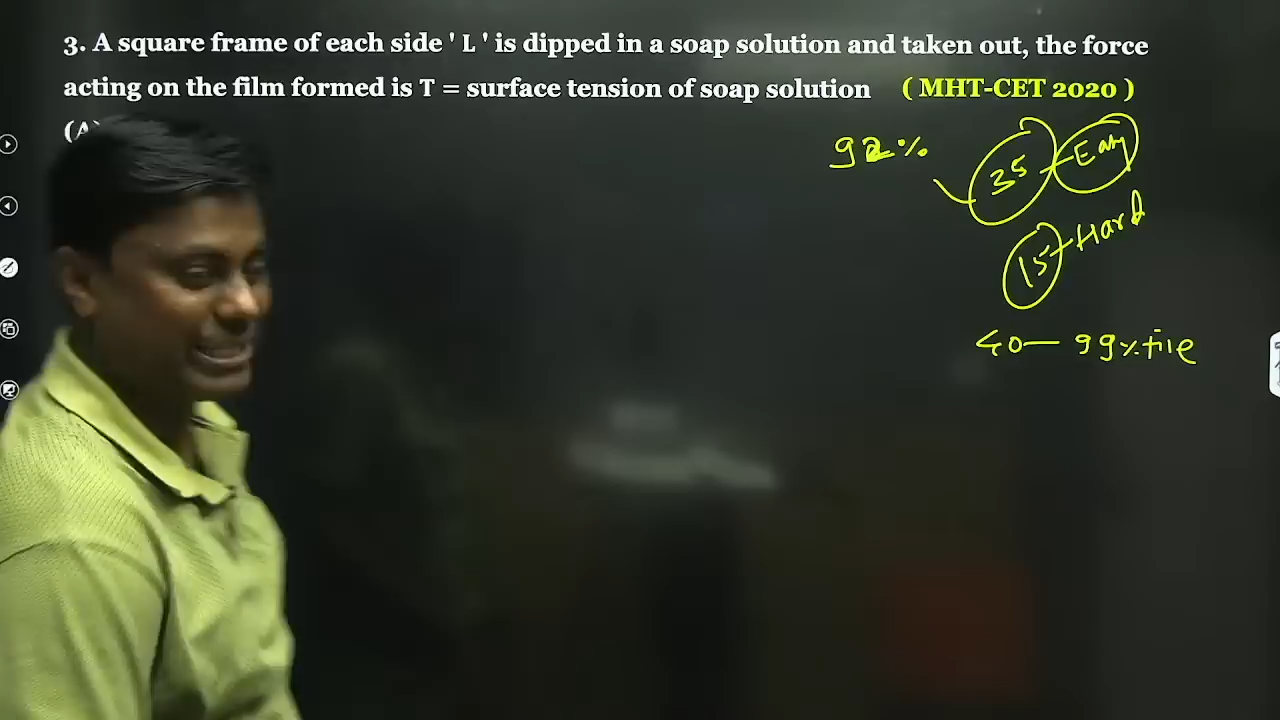 3. A square frame of each side ' L ' is dipped in a soap solution and taken out, the force
acting on the film formed is T = surface tension of soap solution ( MHT-CET 2020 )
(A)
92%
35 Easy
15 Hard
40 — 99%tile